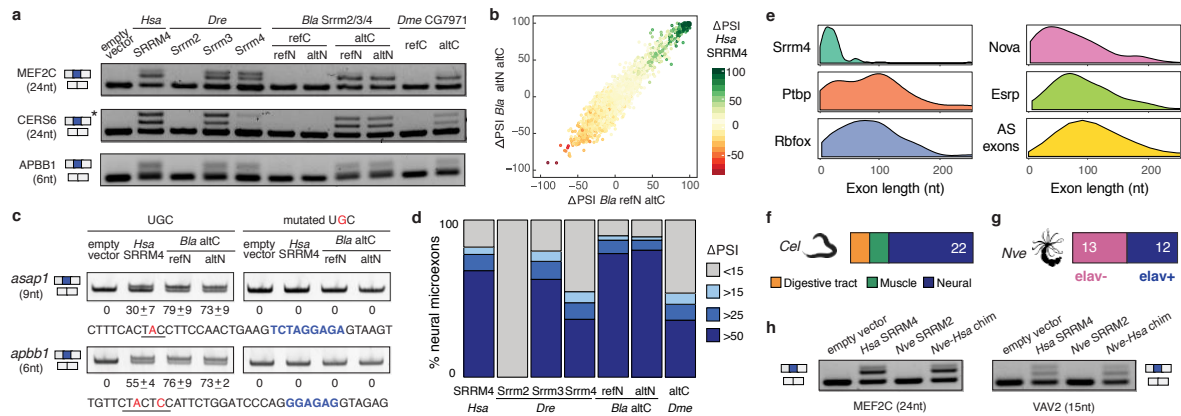 a
Hsa
Dre
Bla Srrm2/3/4
Dme CG7971
refC
altC
refC
altC
empty vector
SRRM4
Srrm2
Srrm3
Srrm4
refN
altN
refN
altN
MEF2C
(24nt)
CERS6
(24nt)
*
APBB1
(6nt)
b
ΔPSI Bla altN altC
100
50
0
−50
−100
−100
−50
0
50
100
ΔPSI Bla refN altC
ΔPSI
Hsa
SRRM4
100
50
0
−50
c
UGC
mutated UGC
empty vector
Hsa SRRM4
Bla altC
refN
altN
empty vector
Hsa SRRM4
Bla altC
refN
altN
asap1
(9nt)
0 30±7 79±9 73±9 0 0 0 0
CTTTCACTACCTTCCAACTGAAGTCTAGGAGAGTAAGT
apbb1
(6nt)
0 55±4 76±9 73±2 0 0 0 0
TGTTCTACTCCATTCTGGATCCCAGGGAGAGGTAGAG
d
% neural microexons
100
0
SRRM4
Srrm2
Srrm3
Srrm4
refN
altN
altC
Hsa
Dre
Bla altC
Dme
ΔPSI
<15
>15
>25
>50
e
Srrm4
Ptbp
Rbfox
0 100 200
Exon length (nt)
Nova
Esrp
AS
exons
0 100 200
Exon length (nt)
f
Cel
22
Digestive tract
Muscle
Neural
g
Nve
13
12
elav-
elav+
h
empty vector
Hsa SRRM4
Nve SRRM2
Nve-Hsa chim
MEF2C (24nt)
empty vector
Hsa SRRM4
Nve SRRM2
Nve-Hsa chim
VAV2 (15nt)